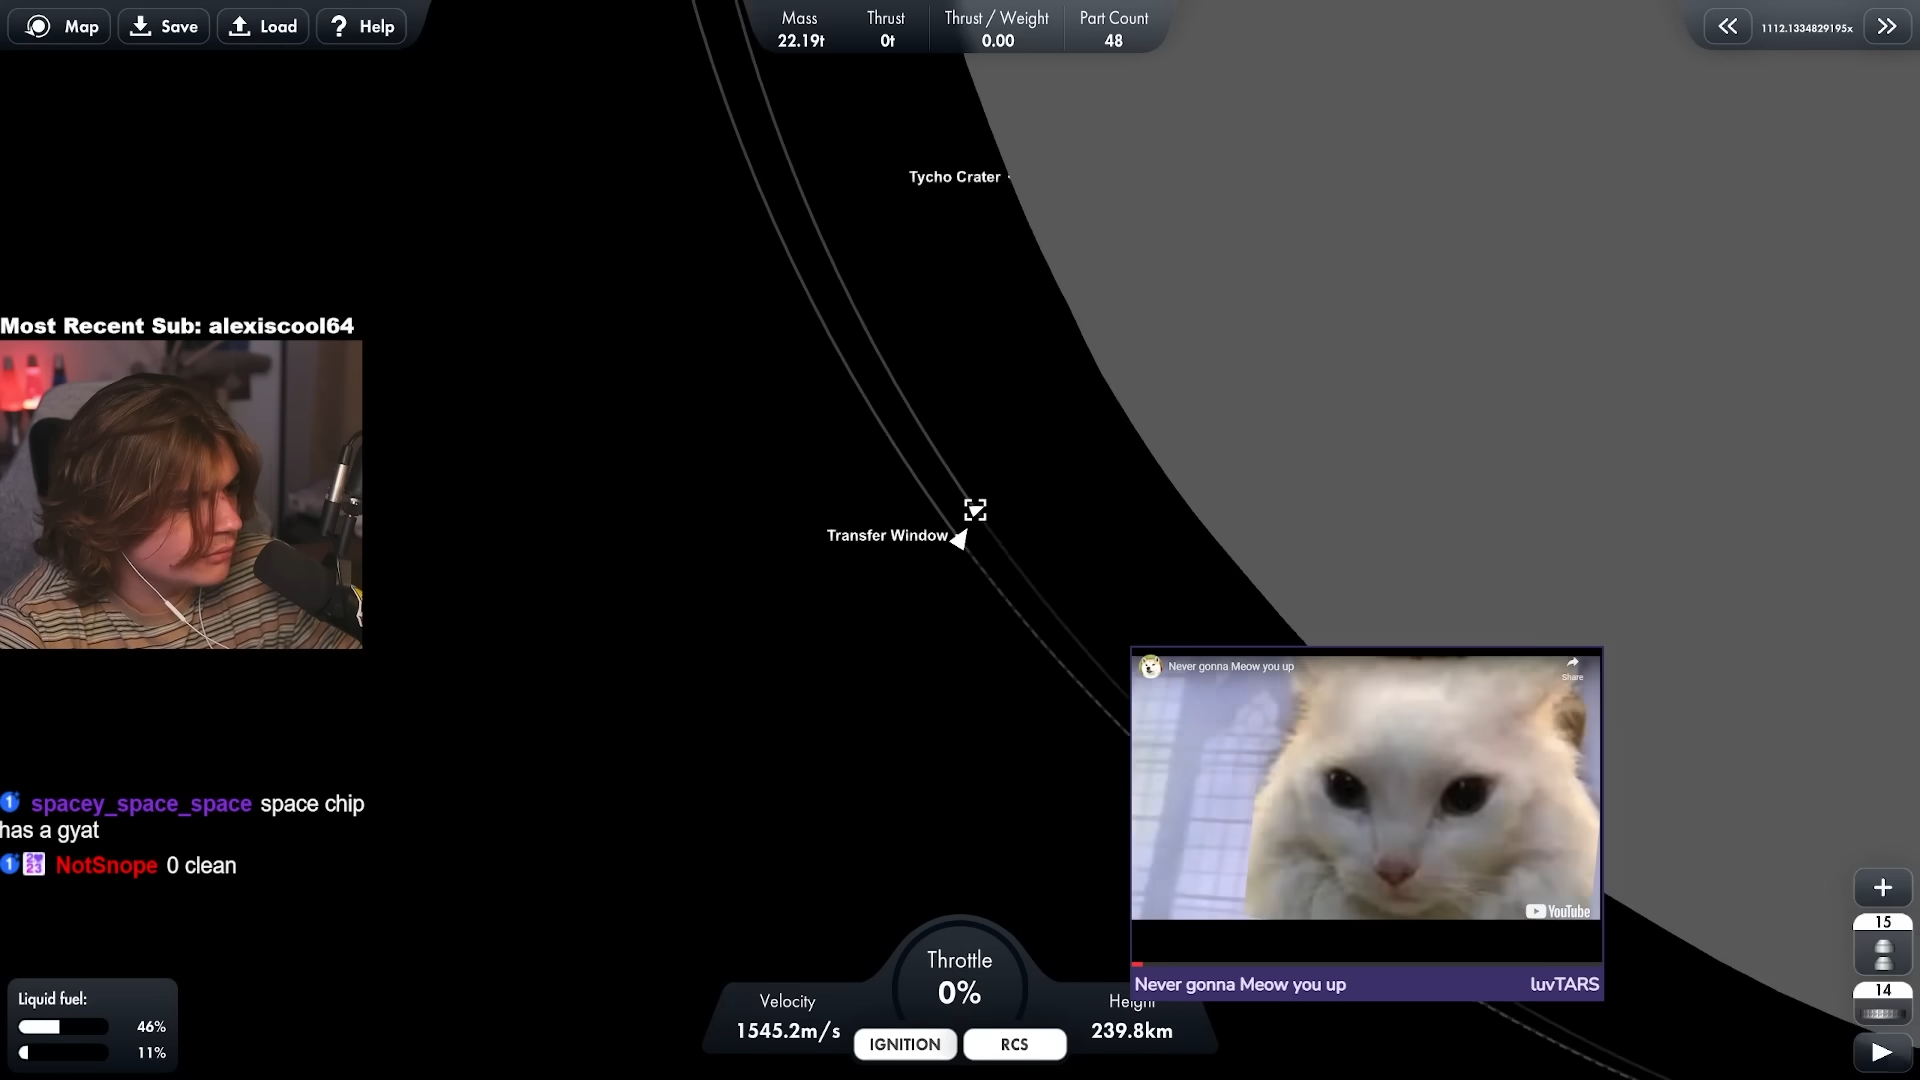 Map
Save
Load
Help
Mass
22.19t
Thrust
0t
Thrust / Weight
0.00
Part Count
48
1112.1334829195x
Tycho Crater
Most Recent Sub: alexiscool64
Transfer Window
Never gonna Meow you up
Share
YouTube
Never gonna Meow you up
luvTARS
1 spacey_space_space space chip
has a gyat
1 NotSnope 0 clean
Liquid fuel:
46%
11%
Throttle
0%
Velocity
1545.2m/s
IGNITION
RCS
Height
239.8km
15
14